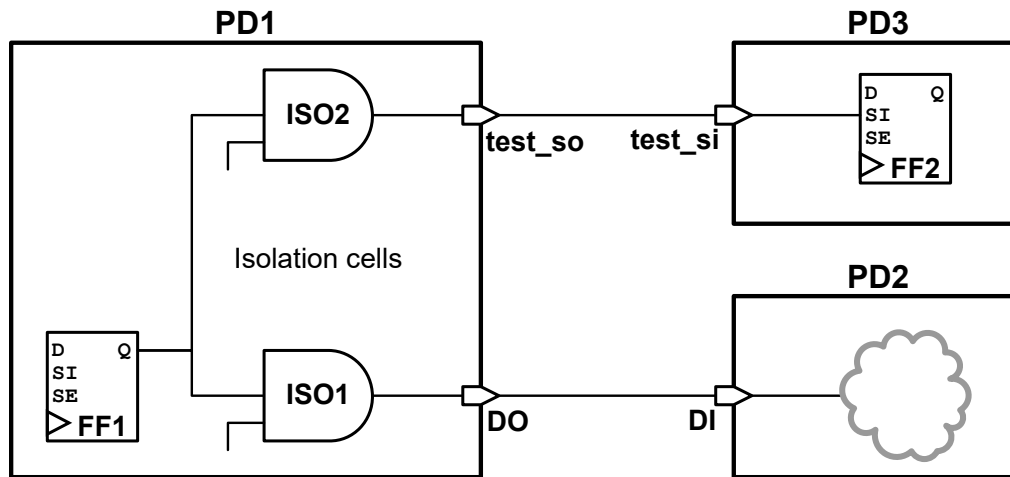 PD1
PD3
ISO2
D Q
SI
SE
FF2
test_so
test_si
Isolation cells
PD2
D Q
SI
SE
FF1
ISO1
DO
DI